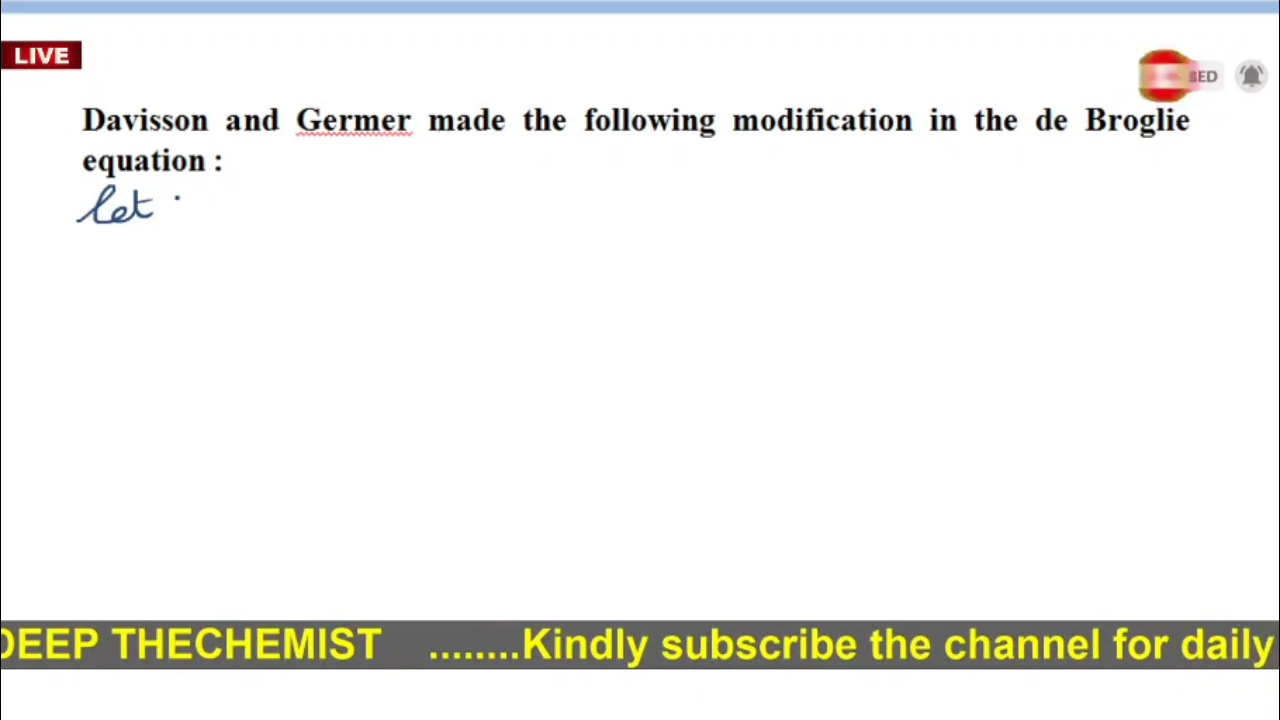 LIVE
BED
Davisson and Germer made the following modification in the de Broglie
equation :
let
DEEP THECHEMIST ........Kindly subscribe the channel for daily